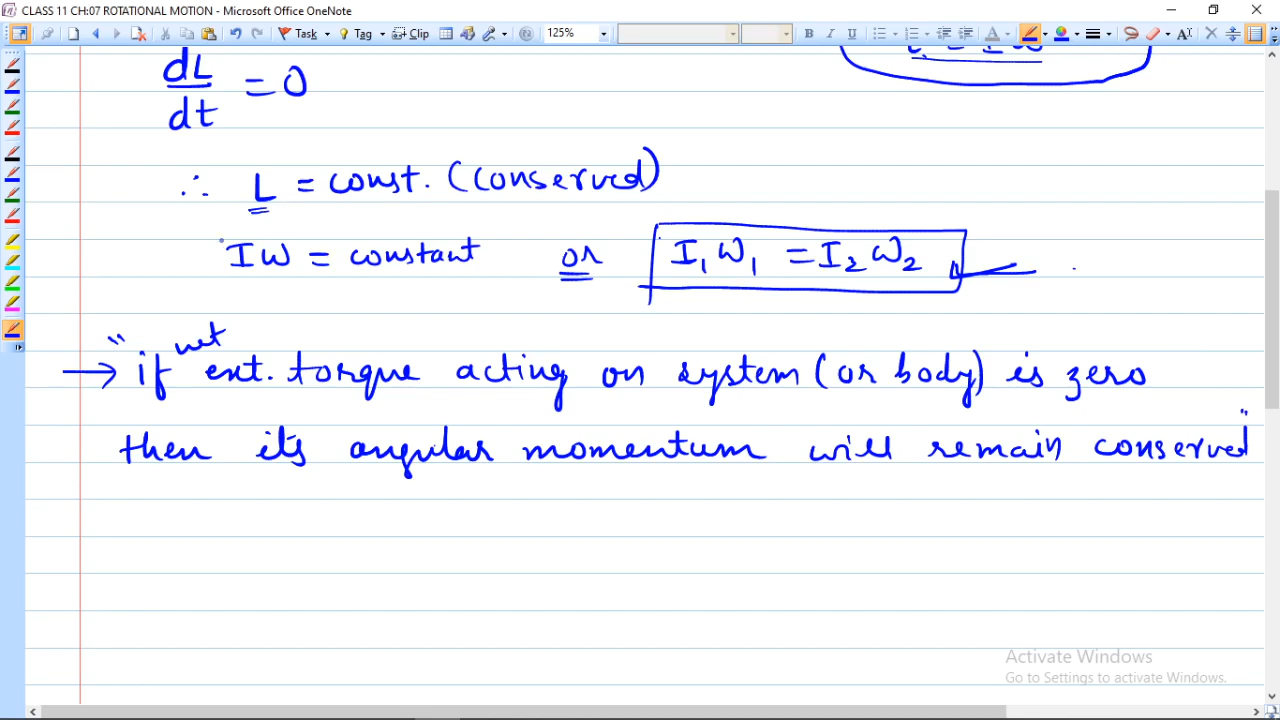 CLASS 11 CH:07 ROTATIONAL MOTION - Microsoft Office OneNote
Task Tag Clip 125% B I U
dL
dt
= 0
∴ L = const. (conserved)
Iω = constant or I₁ω₁ = I₂ω₂
→ "if net ext. torque acting on system (or body) is zero
then its angular momentum will remain conserved"
Activate Windows
Go to Settings to activate Windows.